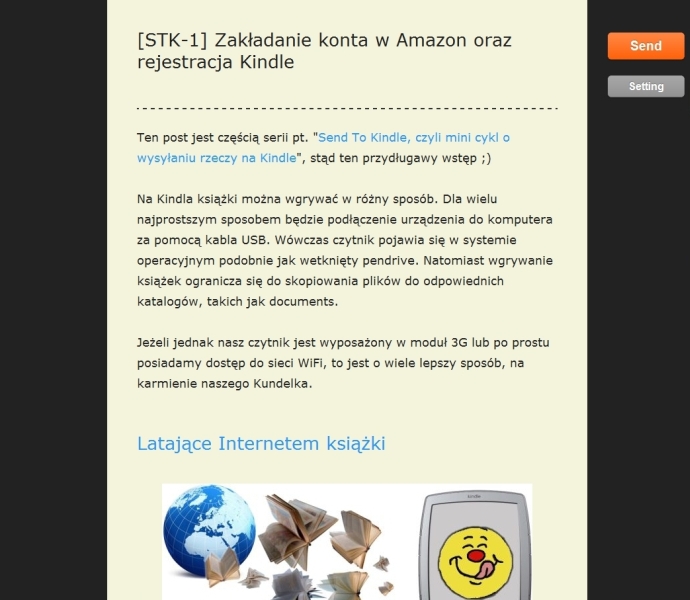 [STK-1] Zakładanie konta w Amazon oraz
rejestracja Kindle
Send
Setting
Ten post jest częścią serii pt. "Send To Kindle, czyli mini cykl o
wysyłaniu rzeczy na Kindle", stąd ten przydługawy wstęp ;)
Na Kindla książki można wgrywać w różny sposób. Dla wielu
najprostszym sposobem będzie podłączenie urządzenia do komputera
za pomocą kabla USB. Wówczas czytnik pojawia się w systemie
operacyjnym podobnie jak wetknięty pendrive. Natomiast wgrywanie
książek ogranicza się do skopiowania plików do odpowiednich
katalogów, takich jak documents.
Jeżeli jednak nasz czytnik jest wyposażony w moduł 3G lub po prostu
posiadamy dostęp do sieci WiFi, to jest o wiele lepszy sposób, na
karmienie naszego Kundelka.
Latające Internetem książki
kindle